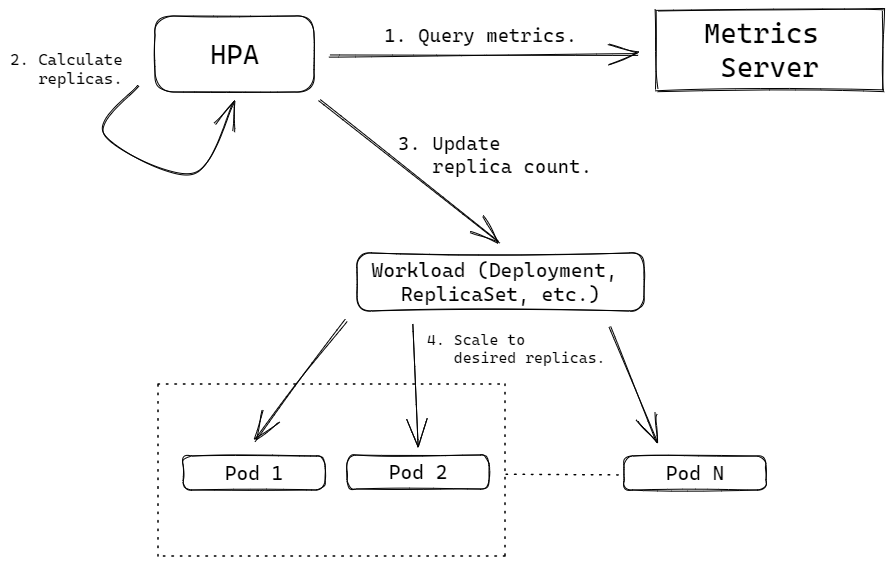 HPA
1. Query metrics.
Metrics
Server
2. Calculate
replicas.
3. Update
replica count.
Workload (Deployment,
ReplicaSet, etc.)
4. Scale to
desired replicas.
Pod 1
Pod 2
Pod N